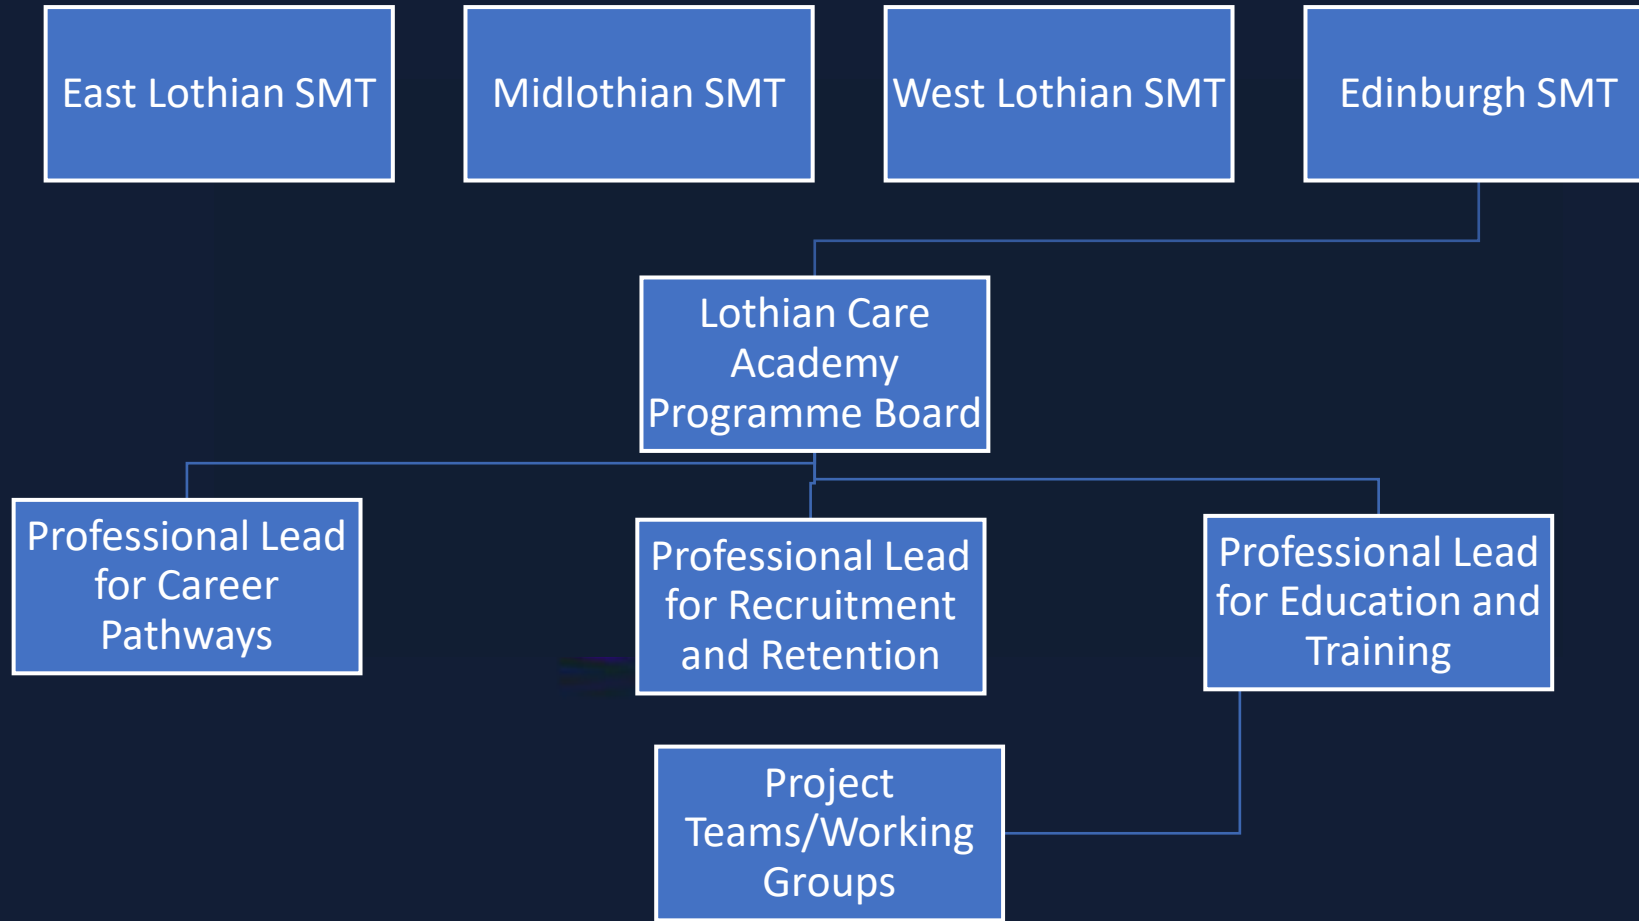 East Lothian SMT
Midlothian SMT
West Lothian SMT
Edinburgh SMT
Lothian Care
Academy
Programme Board
Professional Lead
for Career
Pathways
Professional Lead
for Recruitment
and Retention
Professional Lead
for Education and
Training
Project
Teams/Working
Groups